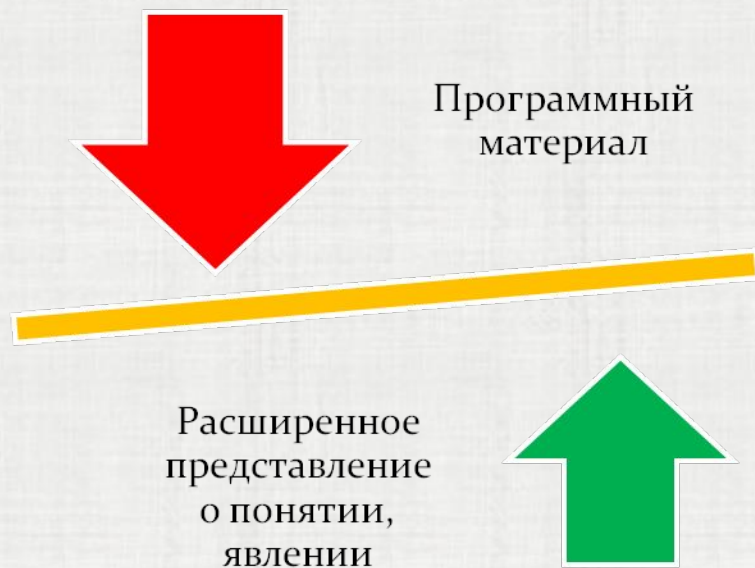 Программный
материал
Расширенное
представление
о понятии,
явлении